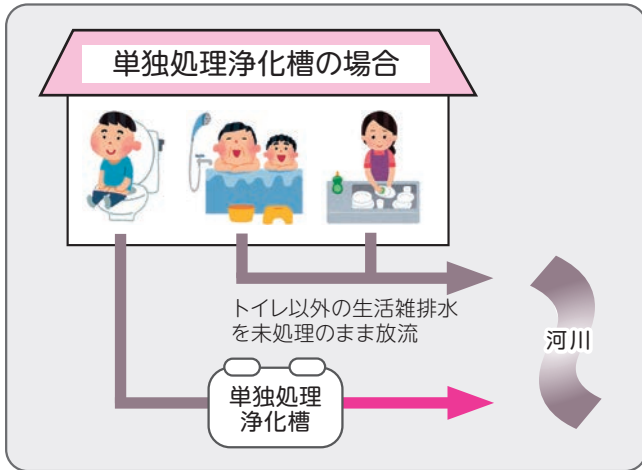 単独処理浄化槽の場合
トイレ以外の生活雑排水
を未処理のまま放流
河川
単独処理
浄化槽